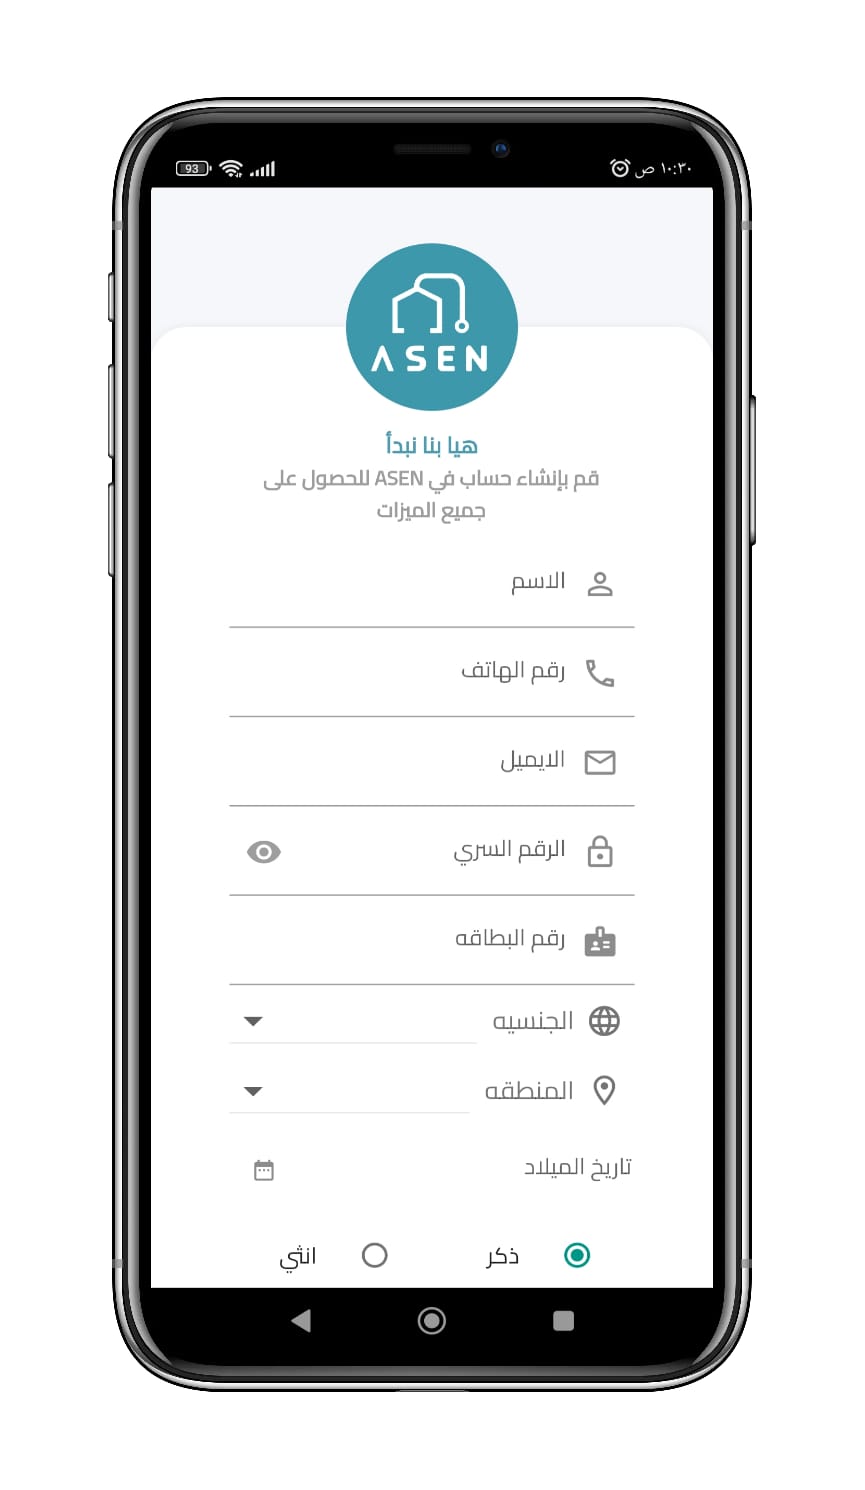 ١٠:٣٠ ص
93
ASEN
هيا بنا نبدأ
قم بإنشاء حساب في ASEN للحصول على
جميع الميزات
الاسم
رقم الهاتف
الايميل
الرقم السري
رقم البطاقه
الجنسيه
المنطقه
تاريخ الميلاد
ذكر
انثي